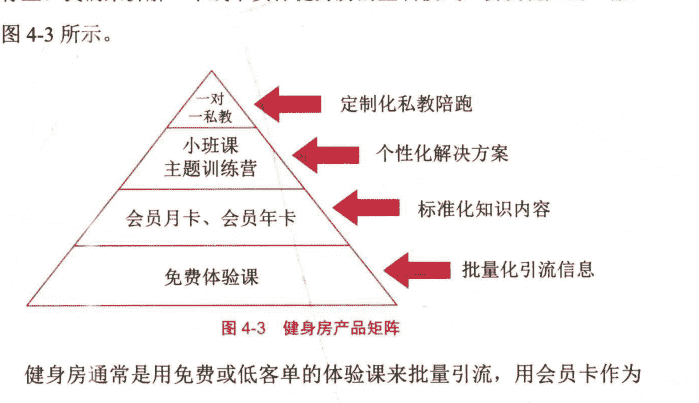 图 4-3 所示。
一对
一私教
定制化私教陪跑
小班课
主题训练营
个性化解决方案
会员月卡、会员年卡
标准化知识内容
免费体验课
批量化引流信息
图 4-3 健身房产品矩阵
健身房通常是用免费或低客单的体验课来批量引流，用会员卡作为